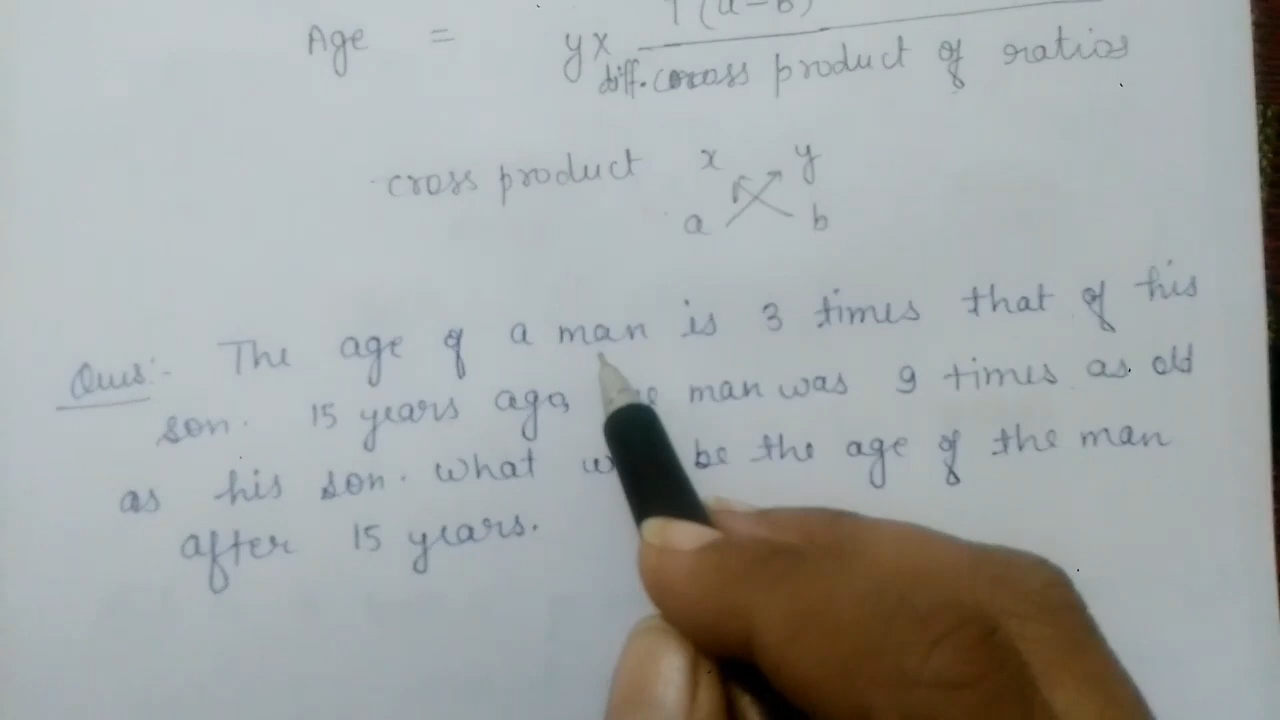 T(a-b)
Age = yx
diff. cross product of ratios
cross product x y
a b
Ques:- The age of a man is 3 times that of his
son. 15 years ago, man was 9 times as old
as his son. what be the age of the man
after 15 years.